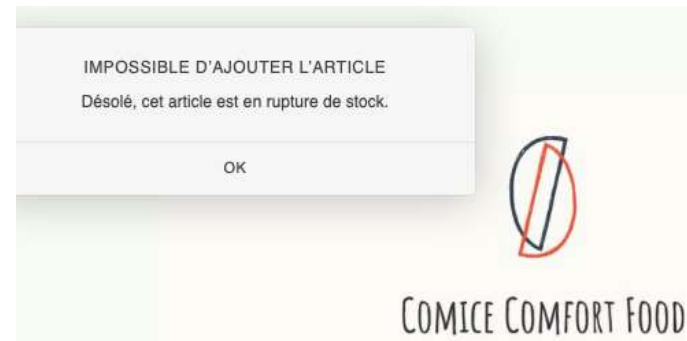 IMPOSSIBLE D'AJOUTER L'ARTICLE
Désolé, cet article est en rupture de stock.
OK
COMICE COMFORT FOOD